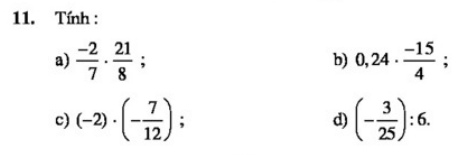 11. Tính :
a) \frac{-2}{7} \cdot \frac{21}{8} ; b) 0,24 \cdot \frac{-15}{4} ;
c) (-2) \cdot \left(-\frac{7}{12}\right) ; d) \left(-\frac{3}{25}\right) : 6.